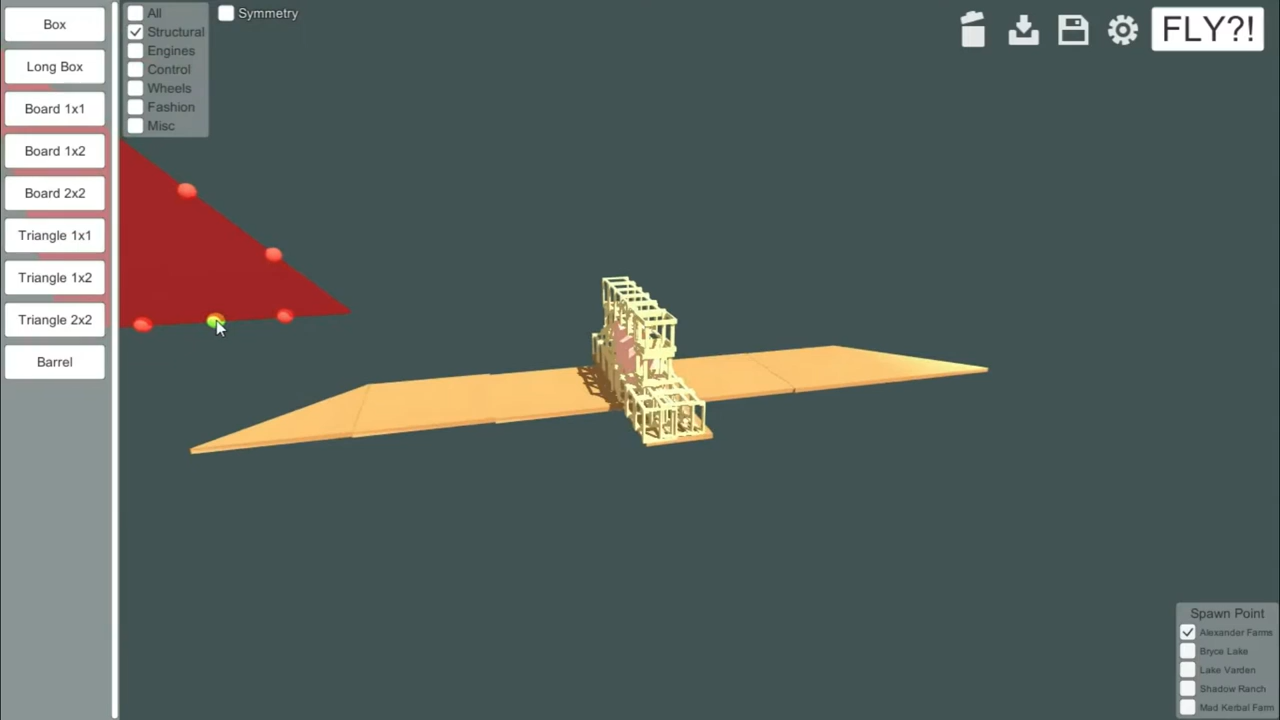 Box
Long Box
Board 1x1
Board 1x2
Board 2x2
Triangle 1x1
Triangle 1x2
Triangle 2x2
Barrel
All
Structural
Engines
Control
Wheels
Fashion
Misc
Symmetry
FLY?!
Spawn Point
Alexander Farms
Bryce Lake
Lake Varden
Shadow Ranch
Mad Kerbal Farm